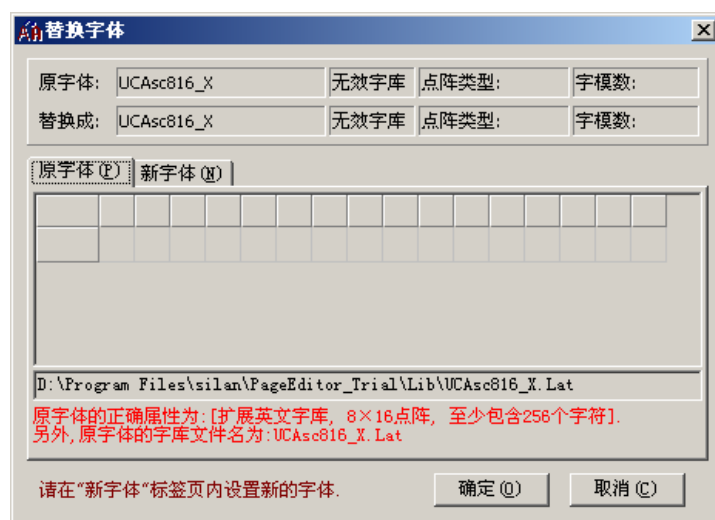 替换字体
原字体: UCAsc816_X 无效字库 点阵类型: 字模数:
替换成: UCAsc816_X 无效字库 点阵类型: 字模数:
原字体(P) 新字体(N)
D:\Program Files\silan\PageEditor_Trial\Lib\UCAsc816_X.Lat
原字体的正确属性为:[扩展英文字库, 8×16点阵, 至少包含256个字符].
另外,原字体的字库文件名为:UCAsc816_X.Lat
请在"新字体"标签页内设置新的字体. 确定(O) 取消(C)